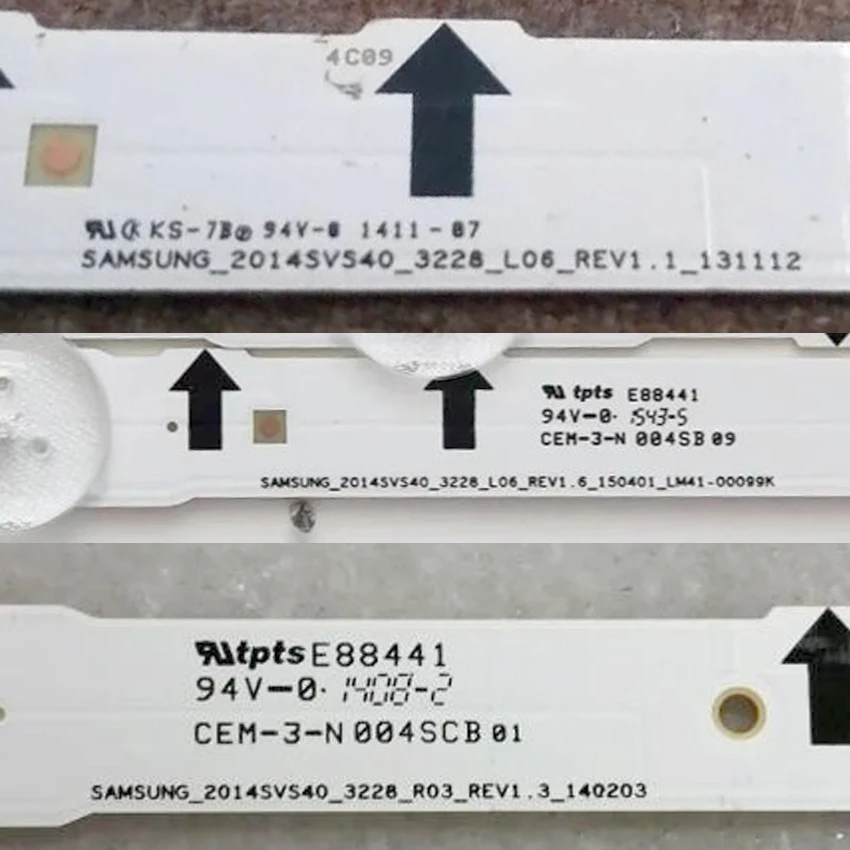 4C09
KS-7B 94V-0 1411-07
SAMSUNG_2014SVS40_3228_L06_REV1.1_131112
tpts E88441
94V-0· 1543-5
CEM-3-N 004SB 09
SAMSUNG_2014SVS40_3228_L06_REV1.6_150401_LM41-00099K
tpts E88441
94V-0· 1408-2
CEM-3-N 004SCB 01
SAMSUNG_2014SVS40_3228_R03_REV1.3_140203